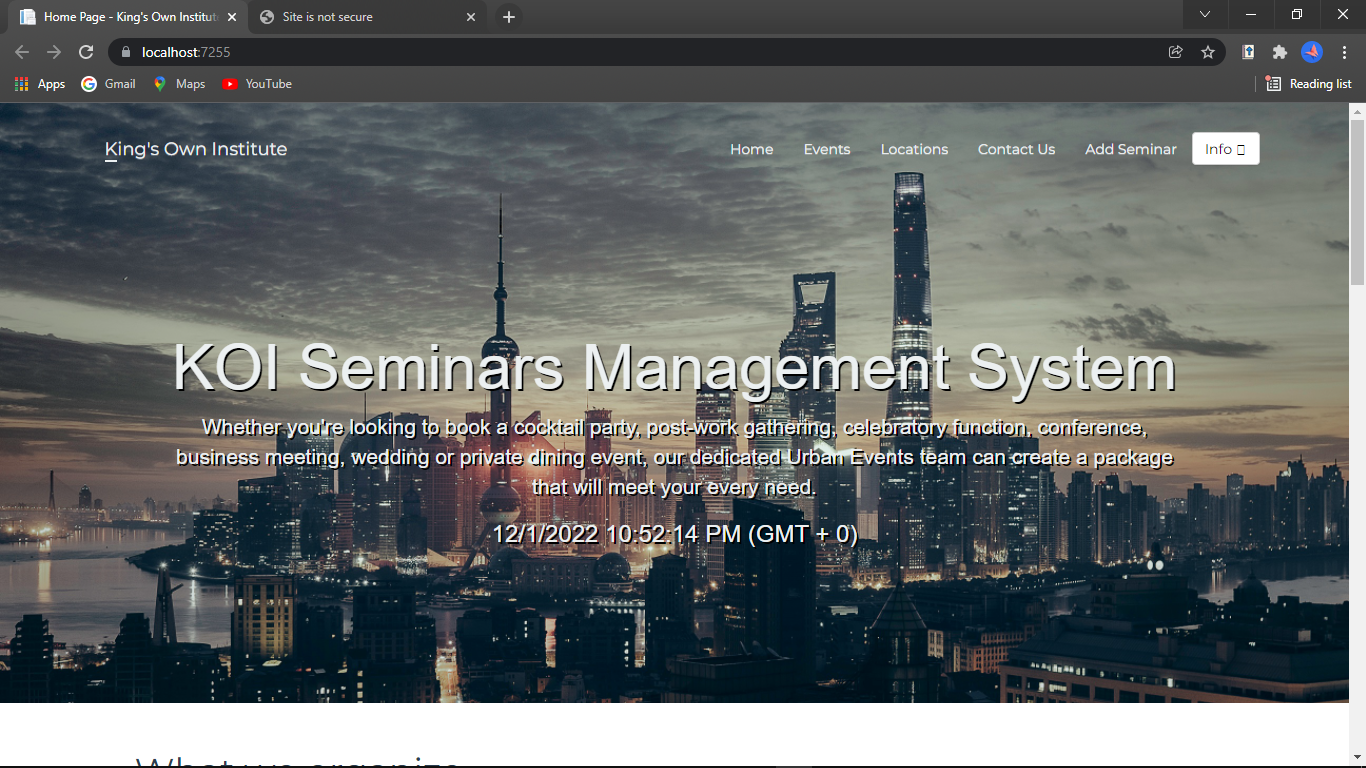 Home Page - King's Own Institut
Site is not secure
localhost:7255
Apps
Gmail
Maps
YouTube
Reading list
King's Own Institute
Home
Events
Locations
Contact Us
Add Seminar
Info
KOI Seminars Management System
Whether you're looking to book a cocktail party, post-work gathering, celebratory function, conference,
business meeting, wedding or private dining event, our dedicated Urban Events team can create a package
that will meet your every need.
12/1/2022 10:52:14 PM (GMT + 0)
What we organize